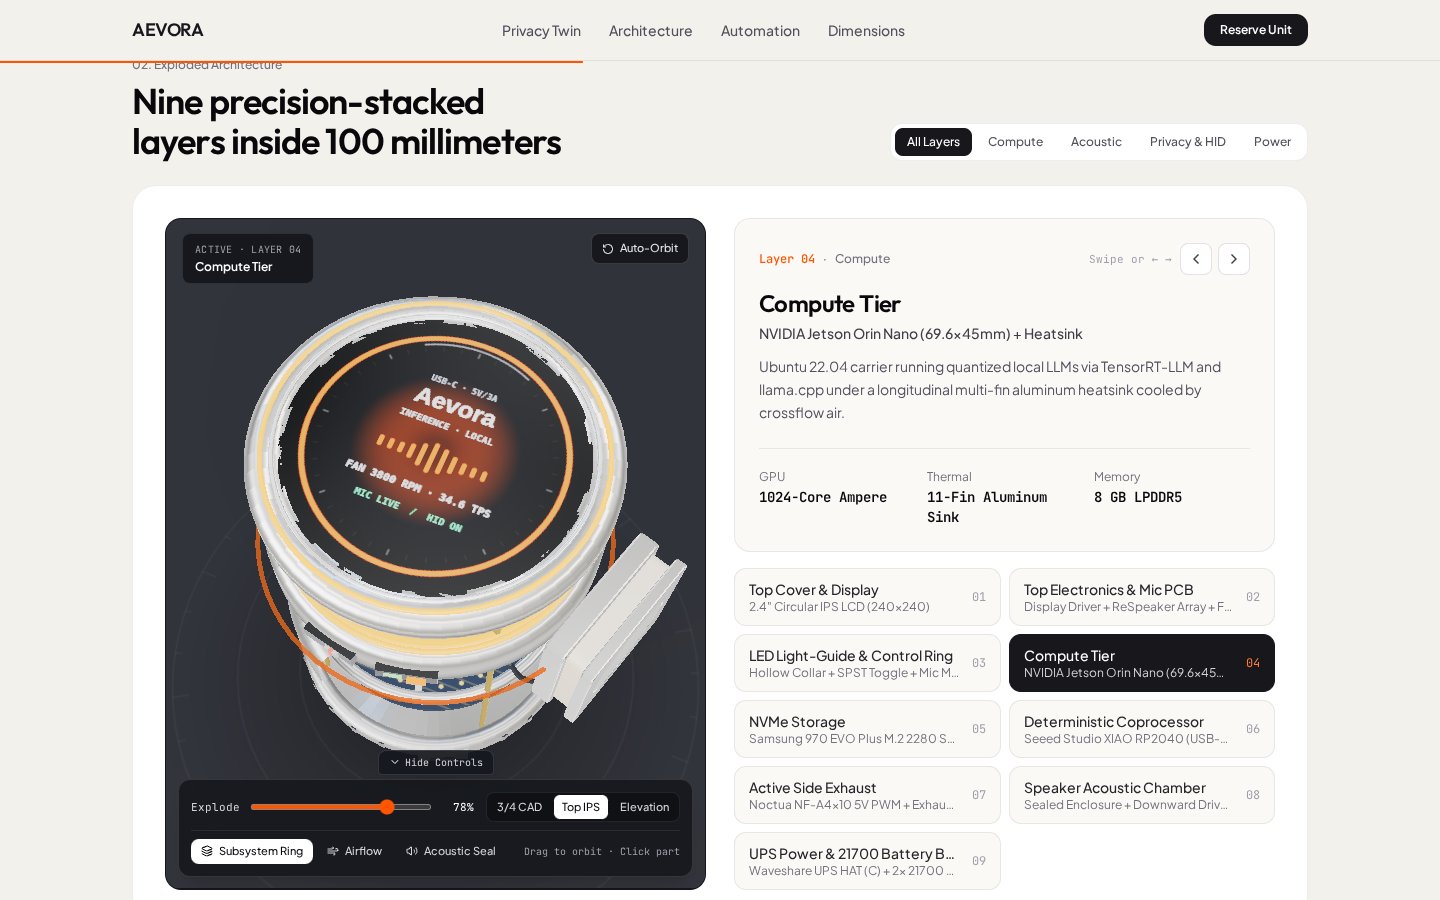 AEVORA
Privacy Twin
Architecture
Automation
Dimensions
Reserve Unit
02. Exploded Architecture
Nine precision-stacked
layers inside 100 millimeters
All Layers
Compute
Acoustic
Privacy & HID
Power
ACTIVE · LAYER 04
Compute Tier
Auto-Orbit
USB-C · 5V/3A
Aevora
INFERENCE · LOCAL
FAN 3800 RPM · 34.6 TPS
MIC LIVE / HID ON
Hide Controls
Explode
78%
3/4 CAD
Top IPS
Elevation
Subsystem Ring
Airflow
Acoustic Seal
Drag to orbit · Click part
Layer 04 · Compute
Swipe or ← →
Compute Tier
NVIDIA Jetson Orin Nano (69.6×45mm) + Heatsink
Ubuntu 22.04 carrier running quantized local LLMs via TensorRT-LLM and
llama.cpp under a longitudinal multi-fin aluminum heatsink cooled by
crossflow air.
GPU
1024-Core Ampere
Thermal
11-Fin Aluminum
Sink
Memory
8 GB LPDDR5
Top Cover & Display
2.4" Circular IPS LCD (240×240)
01
Top Electronics & Mic PCB
Display Driver + ReSpeaker Array + F...
02
LED Light-Guide & Control Ring
Hollow Collar + SPST Toggle + Mic M...
03
Compute Tier
NVIDIA Jetson Orin Nano (69.6×45...
04
NVMe Storage
Samsung 970 EVO Plus M.2 2280 S...
05
Deterministic Coprocessor
Seeed Studio XIAO RP2040 (USB-...
06
Active Side Exhaust
Noctua NF-A4×10 5V PWM + Exhau...
07
Speaker Acoustic Chamber
Sealed Enclosure + Downward Driv...
08
UPS Power & 21700 Battery B...
Waveshare UPS HAT (C) + 2× 21700 ...
09